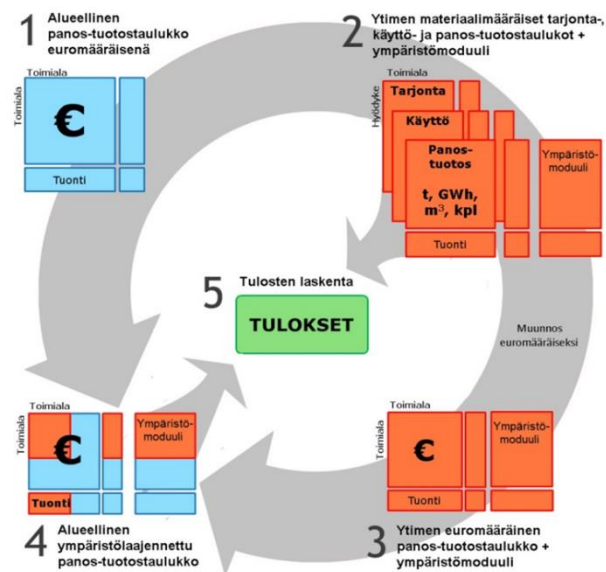 1
Alueellinen
panos-tuotostaulukko
euromääräisenä
Toimiala
Toimiala
€
Tuonti
2
Ytimen materiaalimääräiset tarjonta-,
käyttö- ja panos-tuotostaulukot +
ympäristömoduuli
Toimiala
Hyödyke
Tarjonta
Käyttö
Panos-
tuotos
t, GWh,
m³, kpl
Ympäristö-
moduuli
Tuonti
5
Tulosten laskenta
TULOKSET
Muunnos
euromääräiseksi
Toimiala
Toimiala
€
Ympäristö-
moduuli
Tuonti
4
Alueellinen
ympäristölaajennettu
panos-tuotostaulukko
Toimiala
Toimiala
€
Ympäristö-
moduuli
Tuonti
3
Ytimen euromääräinen
panos-tuotostaulukko +
ympäristömoduuli